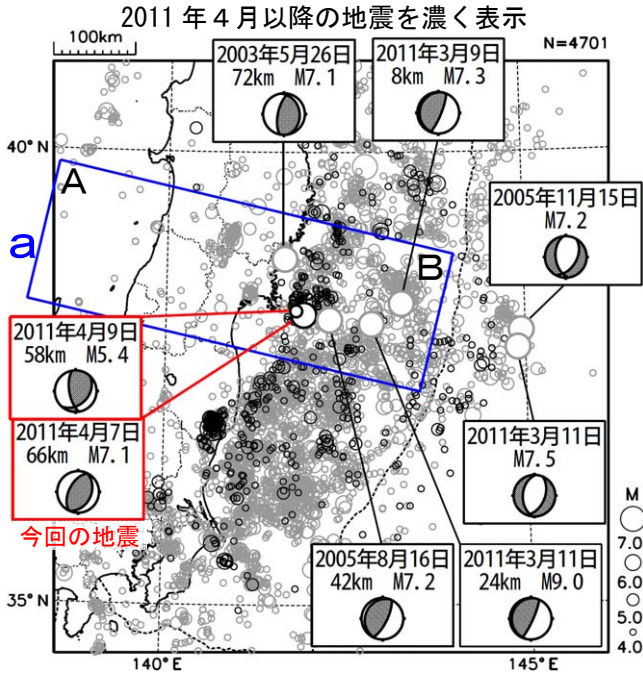 2011年４月以降の地震を濃く表示
100km
N=4701
2003年5月26日
72km M7.1
2011年3月9日
8km M7.3
40°N
A
a
B
2005年11月15日
M7.2
2011年4月9日
58km M5.4
2011年4月7日
66km M7.1
今回の地震
2011年3月11日
M7.5
2005年8月16日
42km M7.2
2011年3月11日
24km M9.0
M
7.0
6.0
5.0
4.0
35°N
140°E
145°E